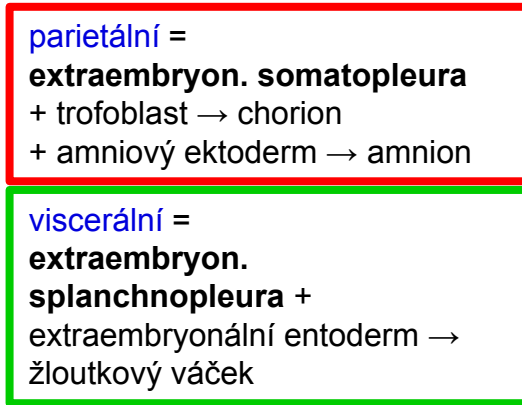 parietální =
extraembryon. somatopleura
+ trofoblast → chorion
+ amniový ektoderm → amnion
viscerální =
extraembryon.
splanchnopleura +
extraembryonální entoderm →
žloutkový váček